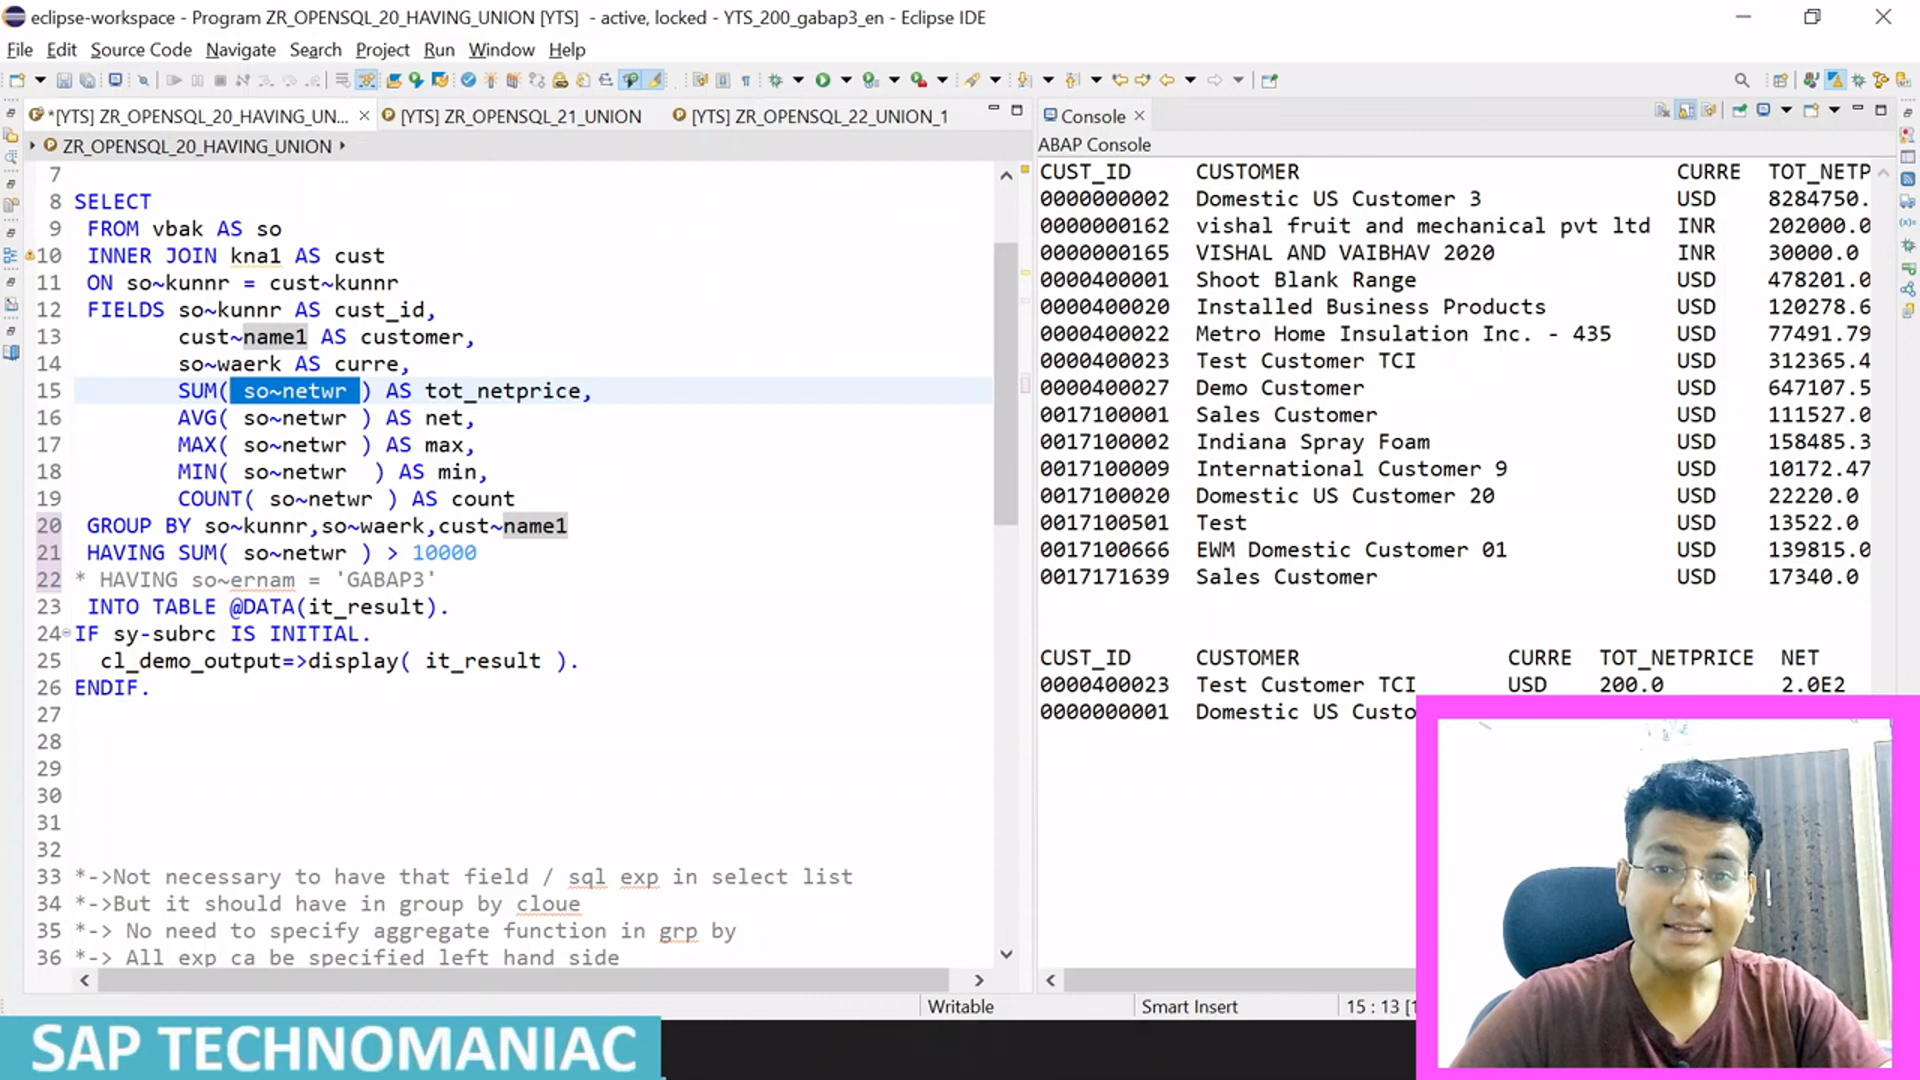 eclipse-workspace - Program ZR_OPENSQL_20_HAVING_UNION [YTS] - active, locked - YTS_200_gabap3_en - Eclipse IDE
File Edit Source Code Navigate Search Project Run Window Help
*[YTS] ZR_OPENSQL_20_HAVING_UN... [YTS] ZR_OPENSQL_21_UNION [YTS] ZR_OPENSQL_22_UNION_1
ZR_OPENSQL_20_HAVING_UNION
7
8 SELECT
9 FROM vbak AS so
10 INNER JOIN kna1 AS cust
11 ON so~kunnr = cust~kunnr
12 FIELDS so~kunnr AS cust_id,
13 cust~name1 AS customer,
14 so~waerk AS curre,
15 SUM( so~netwr ) AS tot_netprice,
16 AVG( so~netwr ) AS net,
17 MAX( so~netwr ) AS max,
18 MIN( so~netwr  ) AS min,
19 COUNT( so~netwr ) AS count
20 GROUP BY so~kunnr,so~waerk,cust~name1
21 HAVING SUM( so~netwr ) > 10000
22 * HAVING so~ernam = 'GABAP3'
23 INTO TABLE @DATA(it_result).
24 IF sy-subrc IS INITIAL.
25 cl_demo_output=>display( it_result ).
26 ENDIF.
27
28
29
30
31
32
33 *->Not necessary to have that field / sql exp in select list
34 *->But it should have in group by cloue
35 *-> No need to specify aggregate function in grp by
36 *-> All exp ca be specified left hand side
Console
ABAP Console
CUST_ID CUSTOMER CURRE TOT_NETP
0000000002 Domestic US Customer 3 USD 8284750.
0000000162 vishal fruit and mechanical pvt ltd INR 202000.0
0000000165 VISHAL AND VAIBHAV 2020 INR 30000.0
0000400001 Shoot Blank Range USD 478201.0
0000400020 Installed Business Products USD 120278.6
0000400022 Metro Home Insulation Inc. - 435 USD 77491.79
0000400023 Test Customer TCI USD 312365.4
0000400027 Demo Customer USD 647107.5
0017100001 Sales Customer USD 111527.0
0017100002 Indiana Spray Foam USD 158485.3
0017100009 International Customer 9 USD 10172.47
0017100020 Domestic US Customer 20 USD 22220.0
0017100501 Test USD 13522.0
0017100666 EWM Domestic Customer 01 USD 139815.0
0017171639 Sales Customer USD 17340.0
CUST_ID CUSTOMER CURRE TOT_NETPRICE NET
0000400023 Test Customer TCI USD 200.0 2.0E2
0000000001 Domestic US Custo
Writable Smart Insert 15 : 13 [1
SAP TECHNOMANIAC